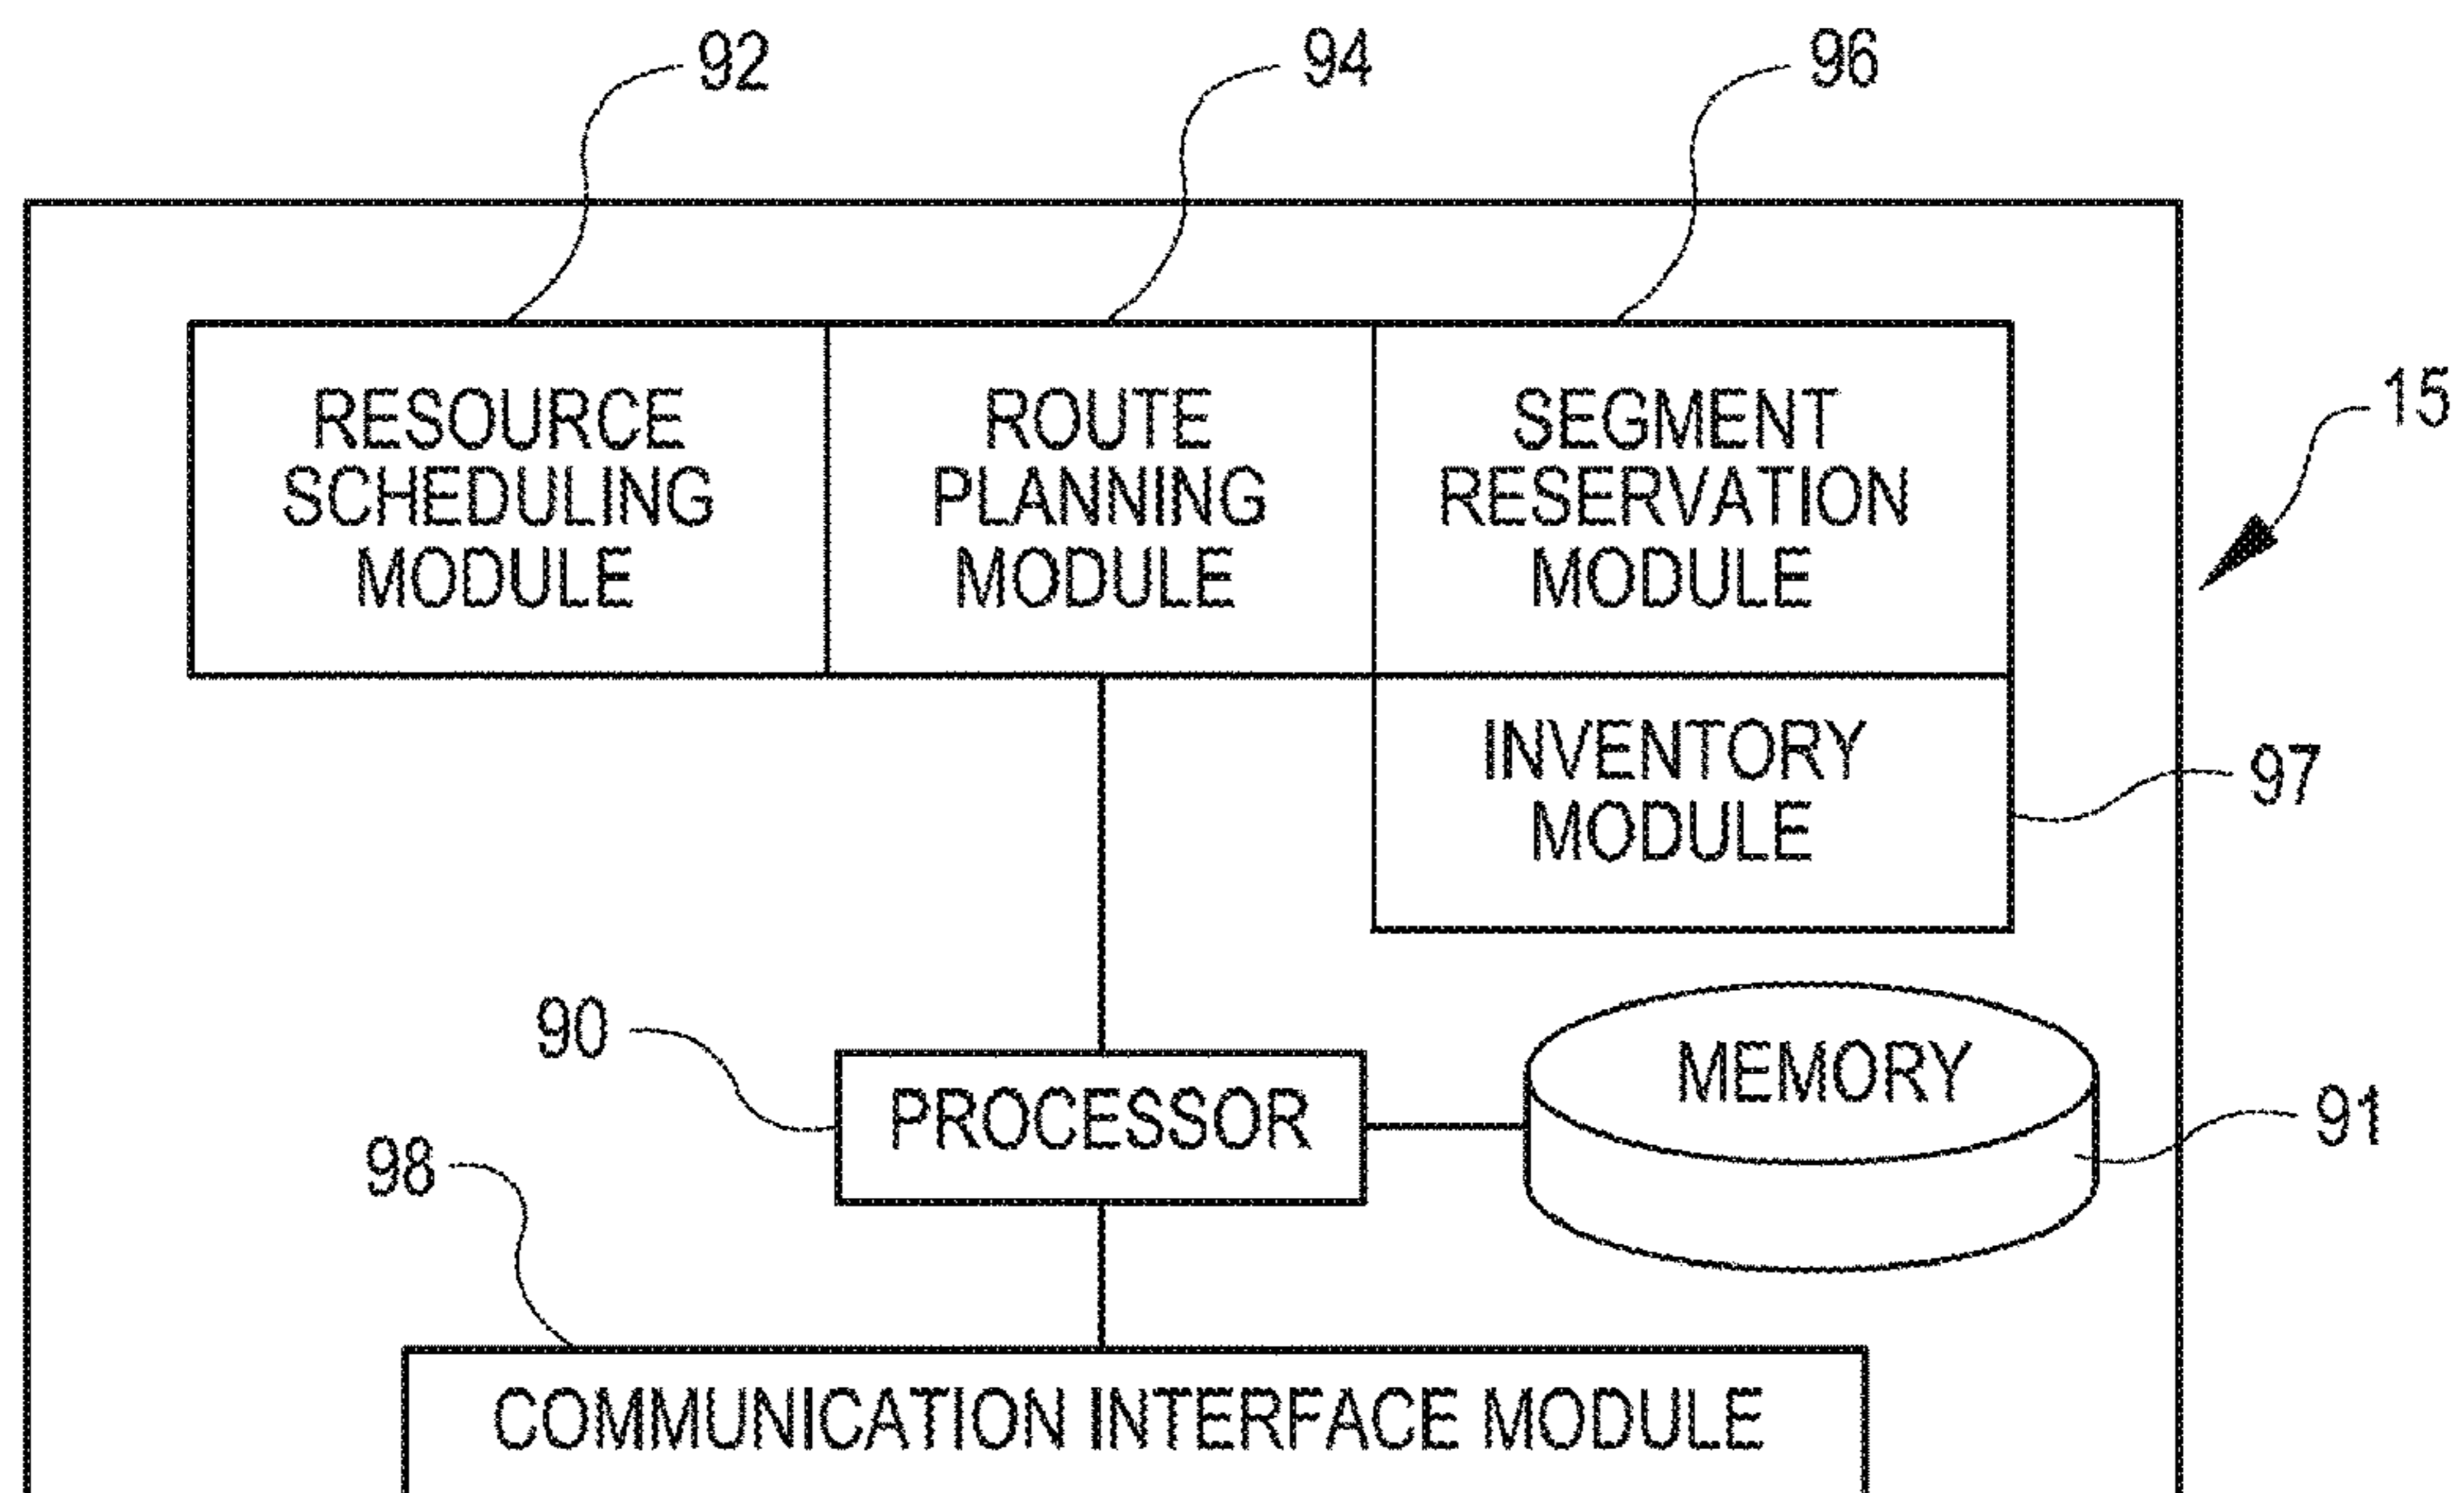 92
94
96
RESOURCE
SCHEDULING
MODULE
ROUTE
PLANNING
MODULE
SEGMENT
RESERVATION
MODULE
15
INVENTORY
MODULE
97
90
PROCESSOR
MEMORY
91
98
COMMUNICATION INTERFACE MODULE